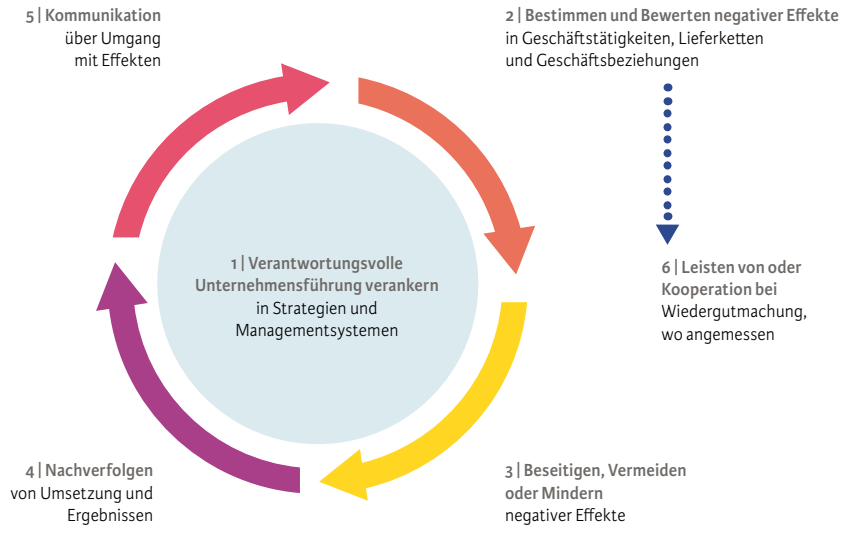 5 | Kommunikation
über Umgang
mit Effekten
2 | Bestimmen und Bewerten negativer Effekte
in Geschäftstätigkeiten, Lieferketten
und Geschäftsbeziehungen
1 | Verantwortungsvolle
Unternehmensführung verankern
in Strategien und
Managementsystemen
6 | Leisten von oder
Kooperation bei
Wiedergutmachung,
wo angemessen
4 | Nachverfolgen
von Umsetzung und
Ergebnissen
3 | Beseitigen, Vermeiden
oder Mindern
negativer Effekte